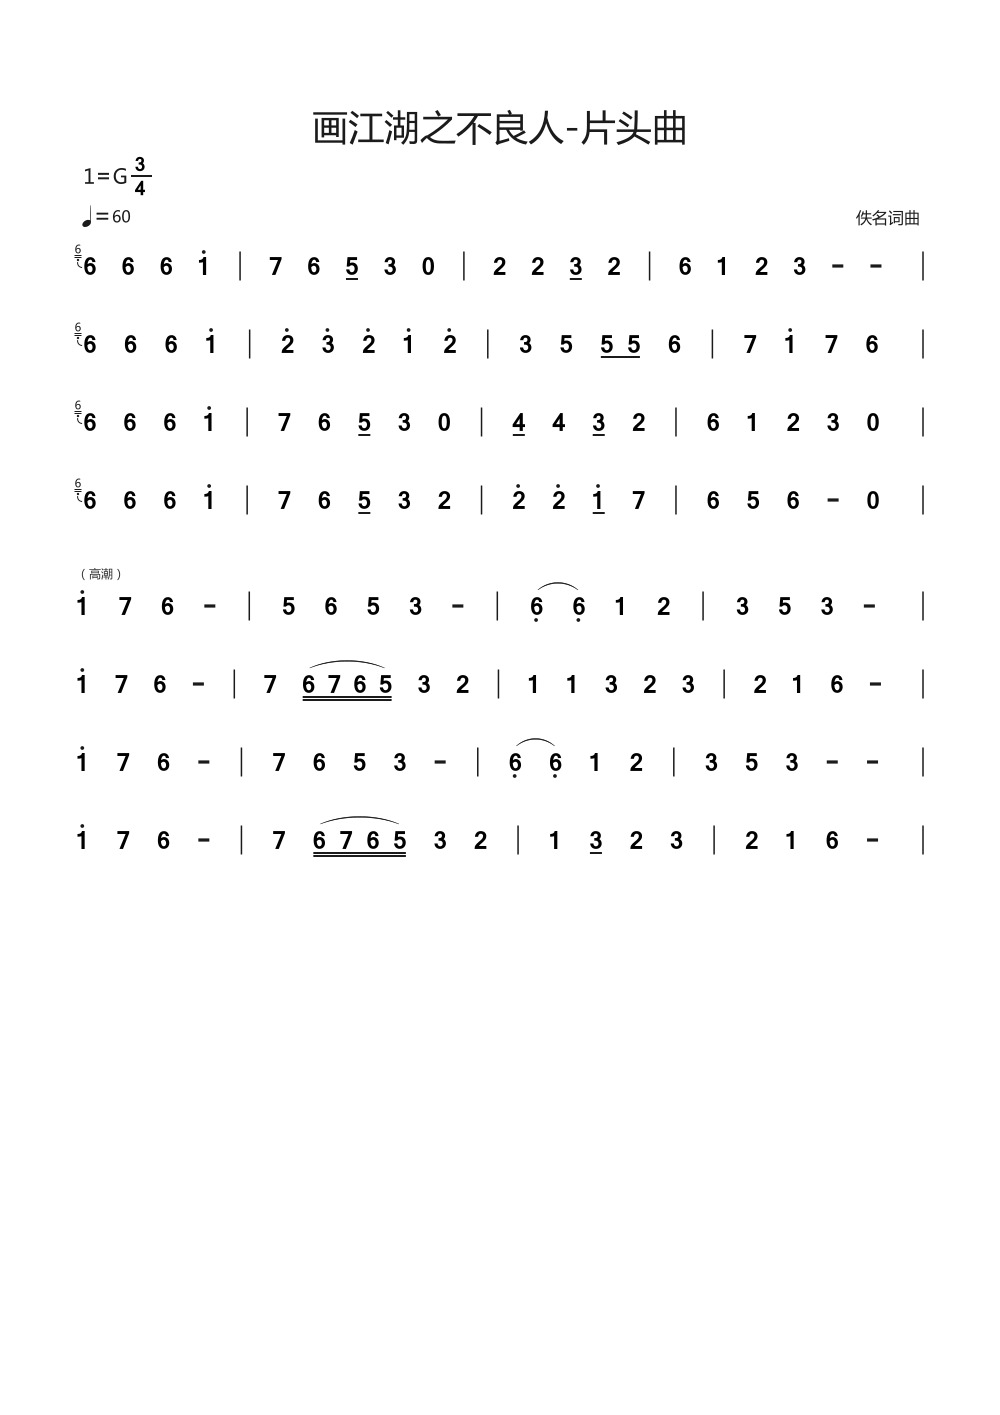 画江湖之不良人-片头曲
1=G 3/4
♩=60
佚名词曲
6 6 6 6 i | 7 6 5 3 0 | 2 2 3 2 | 6 1 2 3 - - |
6 6 6 6 i | 2 3 2 i 2 | 3 5 5 5 6 | 7 i 7 6 |
6 6 6 6 i | 7 6 5 3 0 | 4 4 3 2 | 6 1 2 3 0 |
6 6 6 6 i | 7 6 5 3 2 | 2 2 i 7 | 6 5 6 - 0 |
(高潮)
i 7 6 - | 5 6 5 3 - | 6 6 1 2 | 3 5 3 - |
i 7 6 - | 7 6 7 6 5 3 2 | 1 1 3 2 3 | 2 1 6 - |
i 7 6 - | 7 6 5 3 - | 6 6 1 2 | 3 5 3 - - |
i 7 6 - | 7 6 7 6 5 3 2 | 1 3 2 3 | 2 1 6 - |